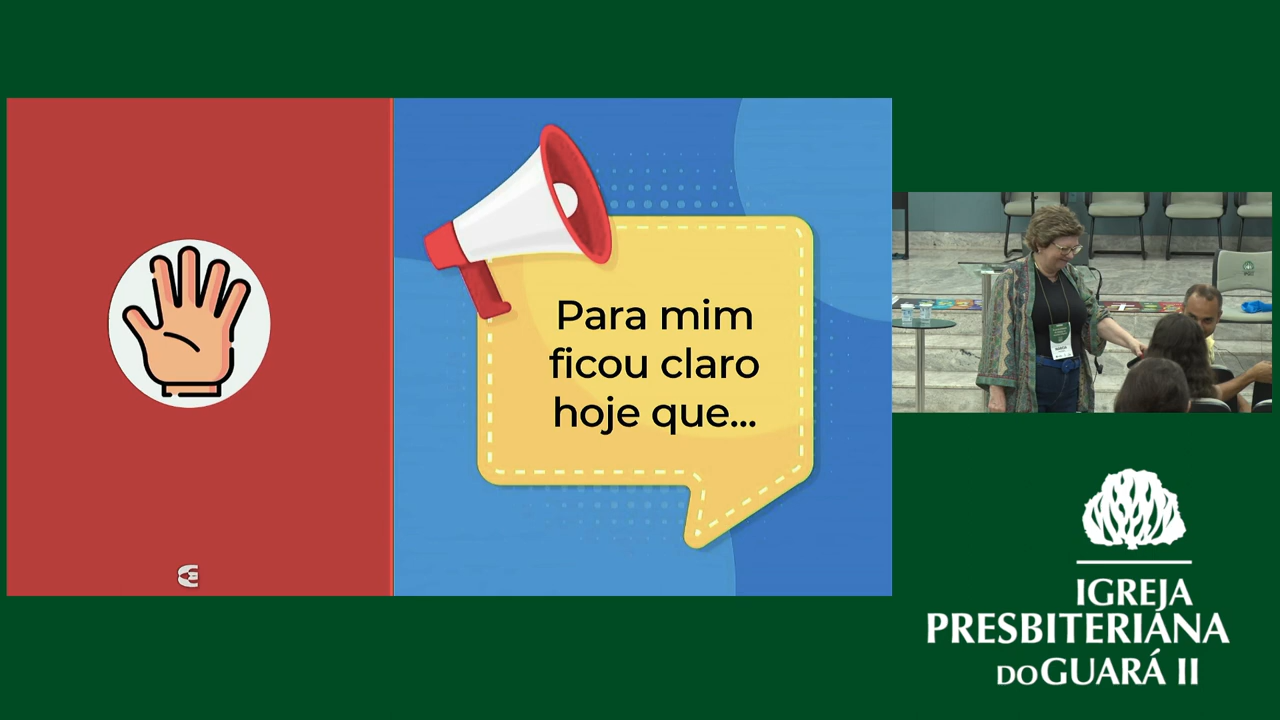 Para mim
ficou claro
hoje que...
IGREJA
PRESBITERIANA
DO GUARÁ II